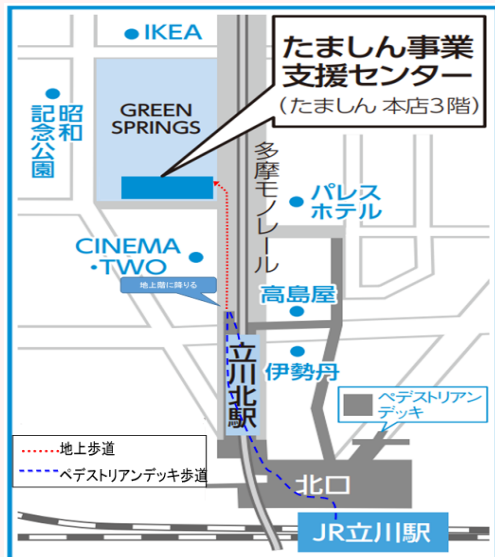 IKEA
たましん事業
支援センター
(たましん 本店3階)
GREEN
SPRINGS
昭和
記念公園
多摩モノレール
パレス
ホテル
CINEMA
・TWO
地上階に降りる
高島屋
立川北駅
伊勢丹
ペデストリアン
デッキ
地上歩道
ペデストリアンデッキ歩道
北口
JR立川駅